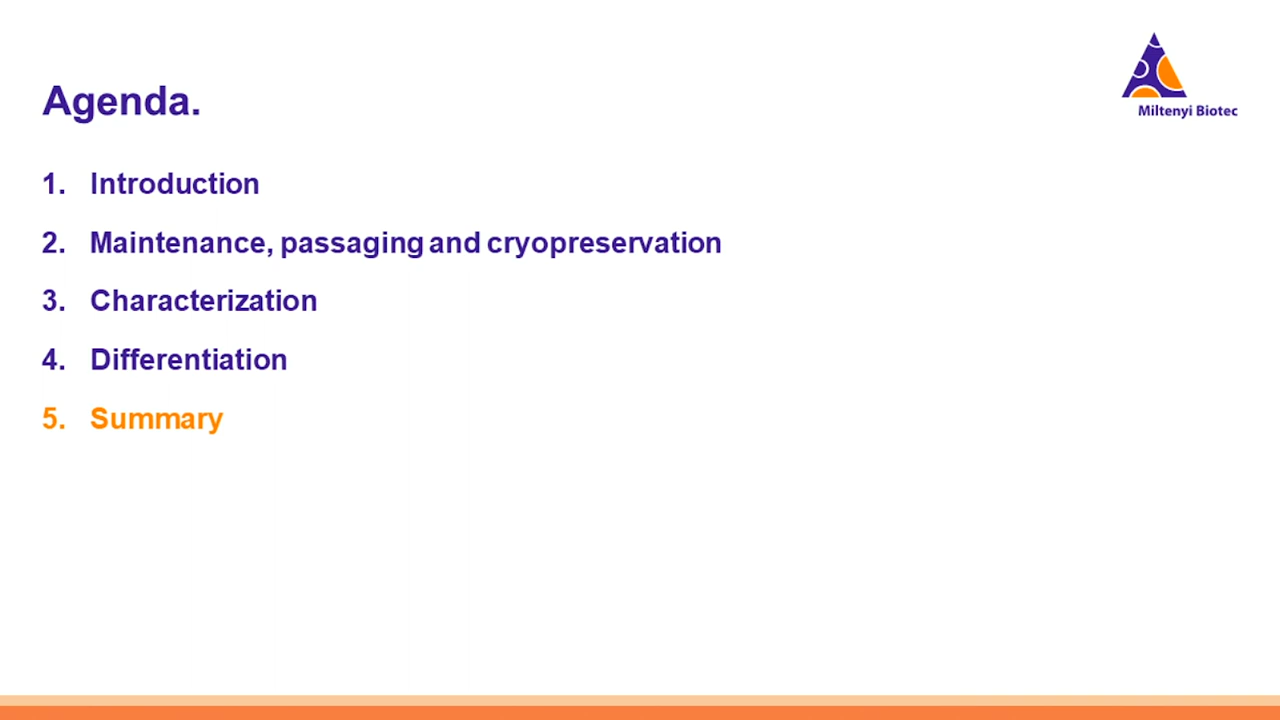 Agenda.
Miltenyi Biotec
1. Introduction
2. Maintenance, passaging and cryopreservation
3. Characterization
4. Differentiation
5. Summary